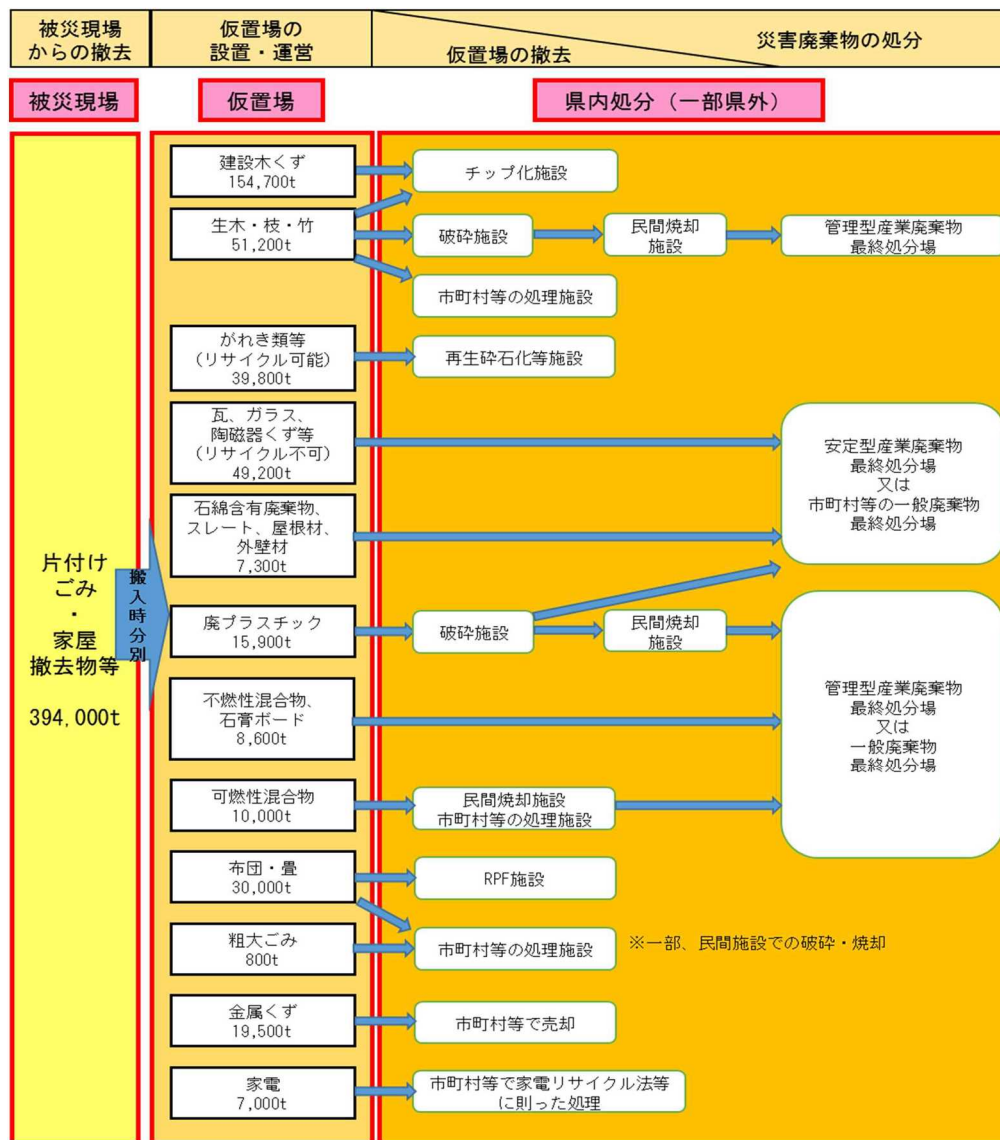 被災現場
からの撤去
仮置場の
設置・運営
仮置場の撤去
災害廃棄物の処分
被災現場
仮置場
県内処分（一部県外）
片付け
ごみ
・
家屋
撤去物等
394,000t
搬入時分別
建設木くず
154,700t
チップ化施設
生木・枝・竹
51,200t
破砕施設
民間焼却
施設
管理型産業廃棄物
最終処分場
市町村等の処理施設
がれき類等
（リサイクル可能）
39,800t
再生砕石化等施設
瓦、ガラス、
陶磁器くず等
（リサイクル不可）
49,200t
安定型産業廃棄物
最終処分場
又は
市町村等の一般廃棄物
最終処分場
石綿含有廃棄物、
スレート、屋根材、
外壁材
7,300t
廃プラスチック
15,900t
破砕施設
民間焼却
施設
管理型産業廃棄物
最終処分場
又は
一般廃棄物
最終処分場
不燃性混合物、
石膏ボード
8,600t
可燃性混合物
10,000t
民間焼却施設
市町村等の処理施設
布団・畳
30,000t
RPF施設
粗大ごみ
800t
市町村等の処理施設
※一部、民間施設での破砕・焼却
金属くず
19,500t
市町村等で売却
家電
7,000t
市町村等で家電リサイクル法等
に則った処理